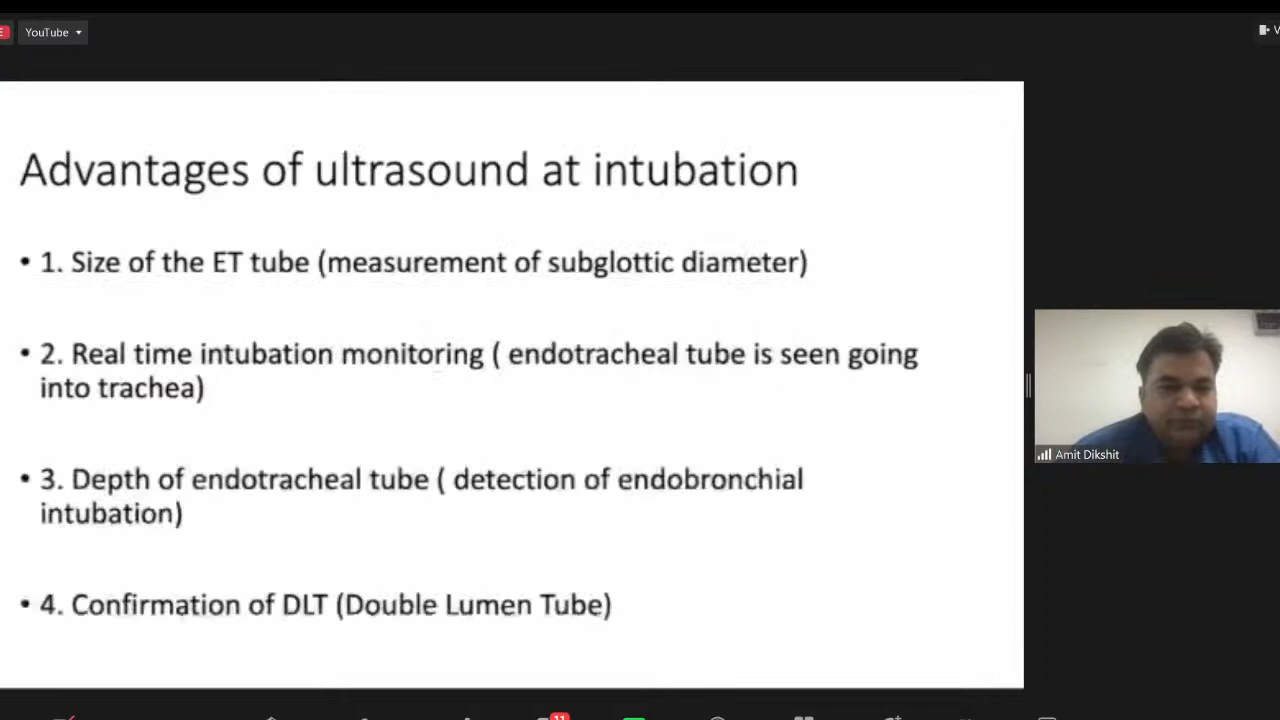 YouTube
Advantages of ultrasound at intubation
• 1. Size of the ET tube (measurement of subglottic diameter)
• 2. Real time intubation monitoring ( endotracheal tube is seen going
into trachea)
• 3. Depth of endotracheal tube ( detection of endobronchial
intubation)
• 4. Confirmation of DLT (Double Lumen Tube)
Amit Dikshit
11